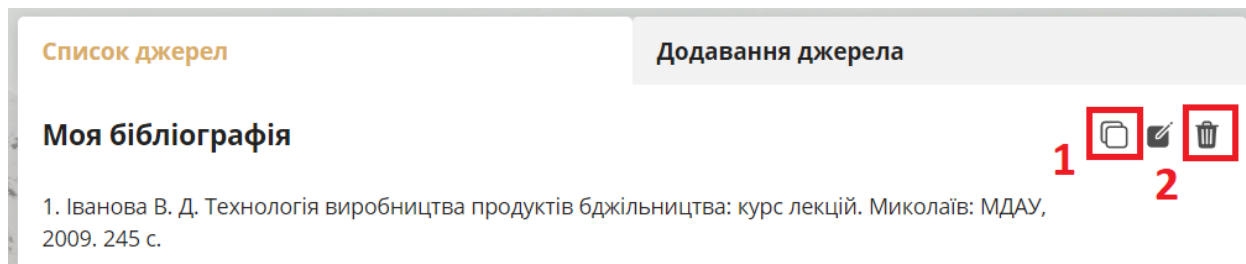 Список джерел
Додавання джерела
Моя бібліографія
1
2
1. Іванова В. Д. Технологія виробництва продуктів бджільництва: курс лекцій. Миколаїв: МДАУ,
2009. 245 с.